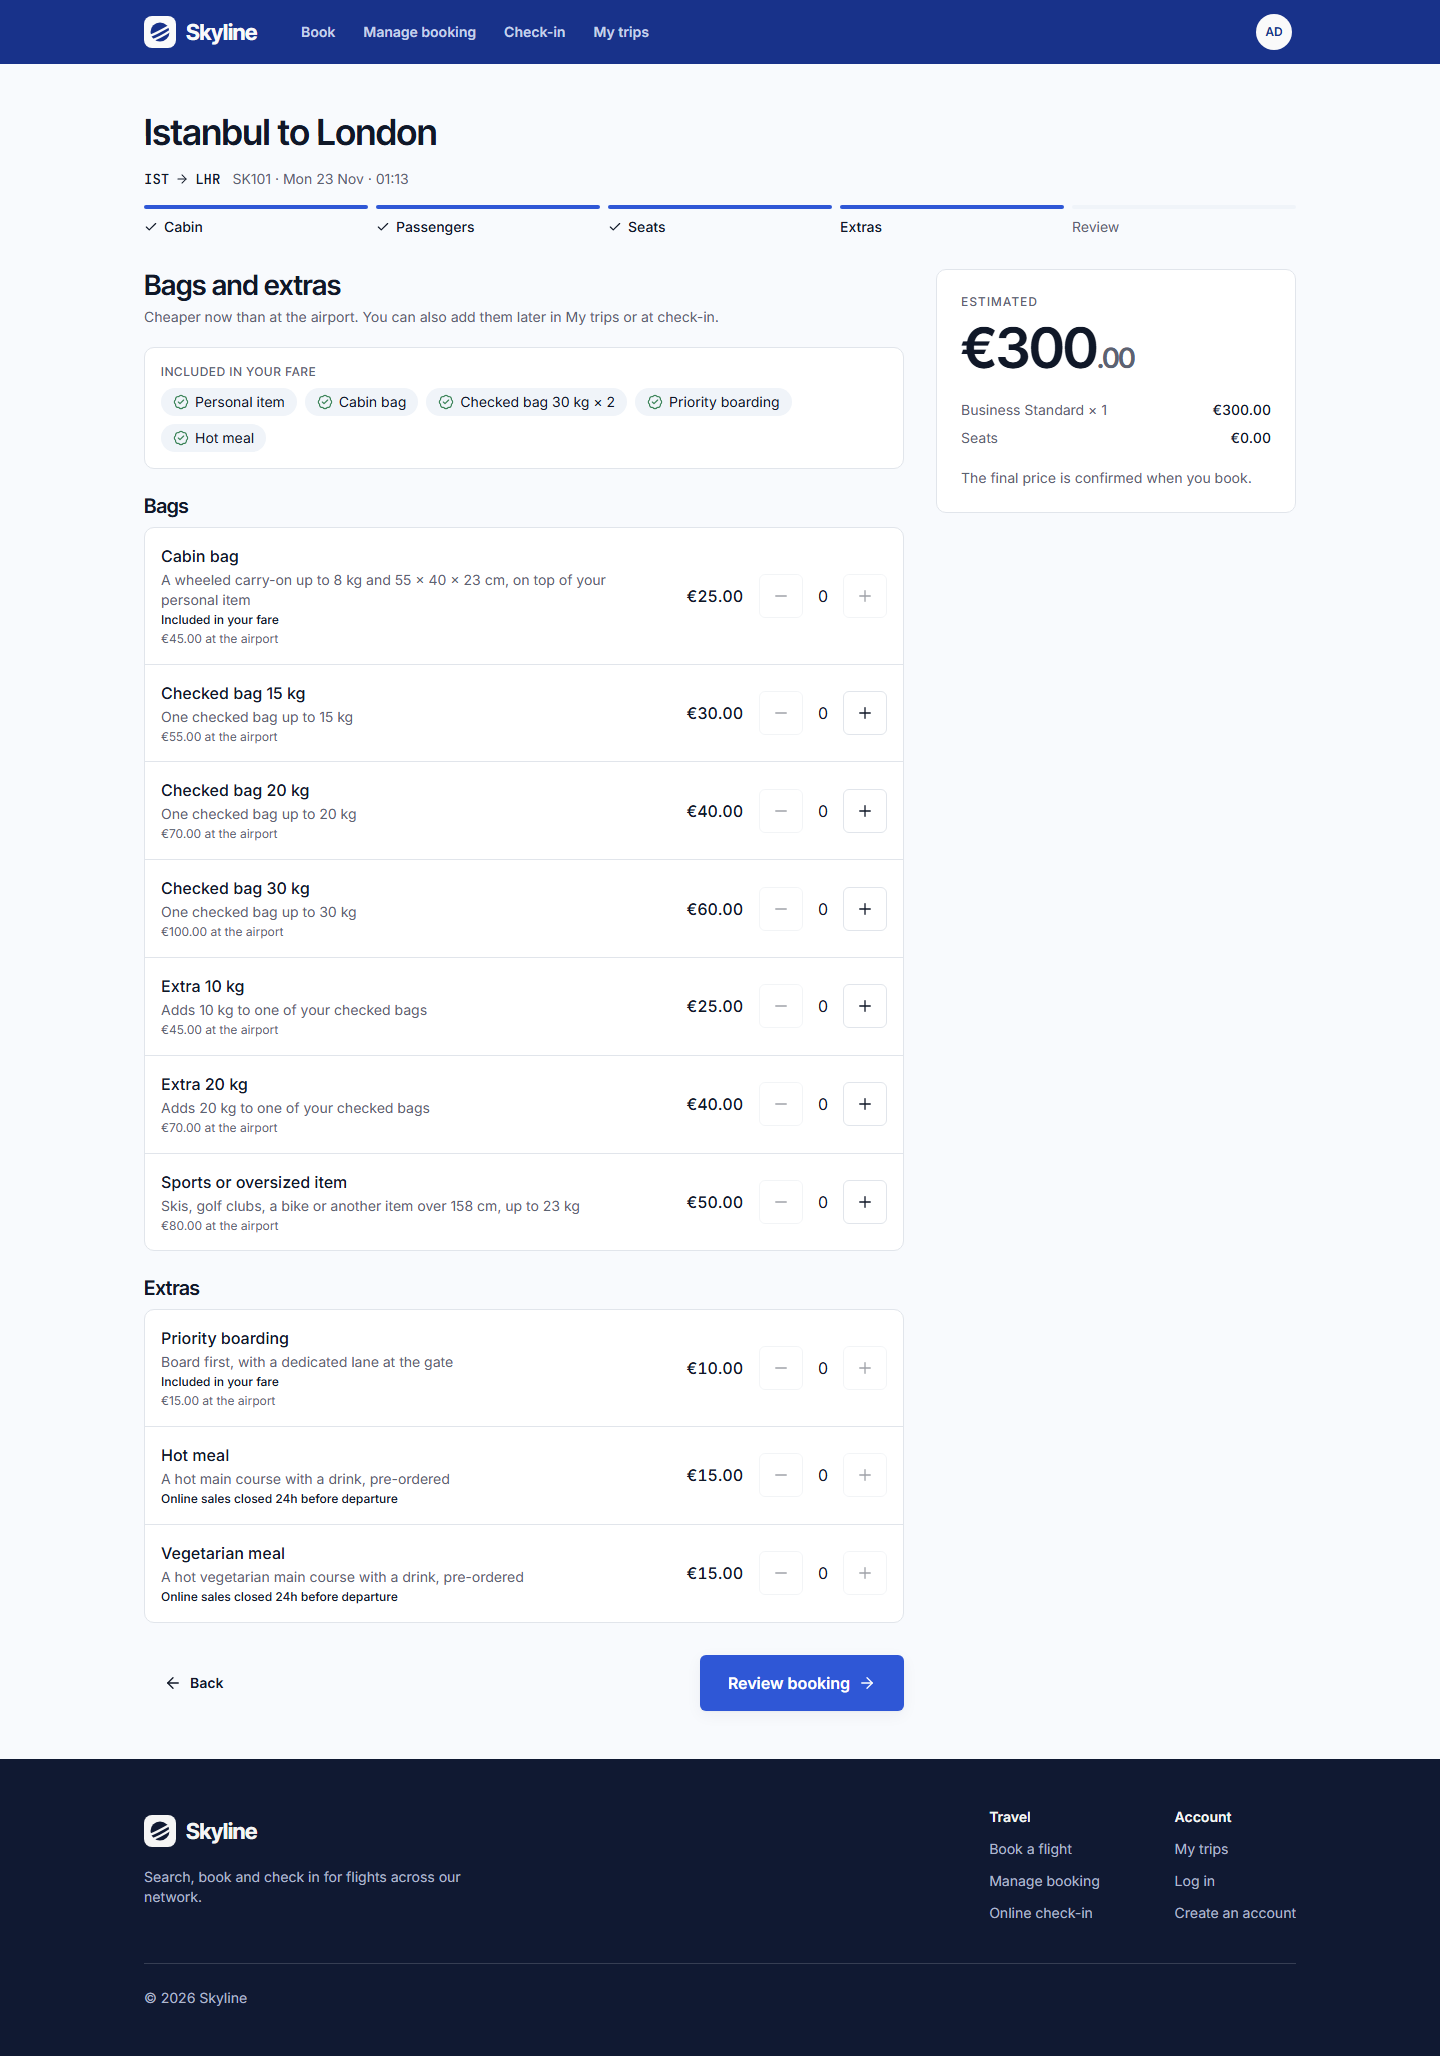 Skyline
Book
Manage booking
Check-in
My trips
AD
Istanbul to London
IST → LHR SK101 · Mon 23 Nov · 01:13
Cabin
Passengers
Seats
Extras
Review
Bags and extras
Cheaper now than at the airport. You can also add them later in My trips or at check-in.
INCLUDED IN YOUR FARE
Personal item
Cabin bag
Checked bag 30 kg × 2
Priority boarding
Hot meal
ESTIMATED
€300.00
Business Standard × 1 €300.00
Seats €0.00
The final price is confirmed when you book.
Bags
Cabin bag
A wheeled carry-on up to 8 kg and 55 × 40 × 23 cm, on top of your
personal item
Included in your fare
€45.00 at the airport
€25.00 − 0 +
Checked bag 15 kg
One checked bag up to 15 kg
€55.00 at the airport
€30.00 − 0 +
Checked bag 20 kg
One checked bag up to 20 kg
€70.00 at the airport
€40.00 − 0 +
Checked bag 30 kg
One checked bag up to 30 kg
€100.00 at the airport
€60.00 − 0 +
Extra 10 kg
Adds 10 kg to one of your checked bags
€45.00 at the airport
€25.00 − 0 +
Extra 20 kg
Adds 20 kg to one of your checked bags
€70.00 at the airport
€40.00 − 0 +
Sports or oversized item
Skis, golf clubs, a bike or another item over 158 cm, up to 23 kg
€80.00 at the airport
€50.00 − 0 +
Extras
Priority boarding
Board first, with a dedicated lane at the gate
Included in your fare
€15.00 at the airport
€10.00 − 0 +
Hot meal
A hot main course with a drink, pre-ordered
Online sales closed 24h before departure
€15.00 − 0 +
Vegetarian meal
A hot vegetarian main course with a drink, pre-ordered
Online sales closed 24h before departure
€15.00 − 0 +
← Back
Review booking →
Skyline
Search, book and check in for flights across our
network.
Travel
Book a flight
Manage booking
Online check-in
Account
My trips
Log in
Create an account
© 2026 Skyline